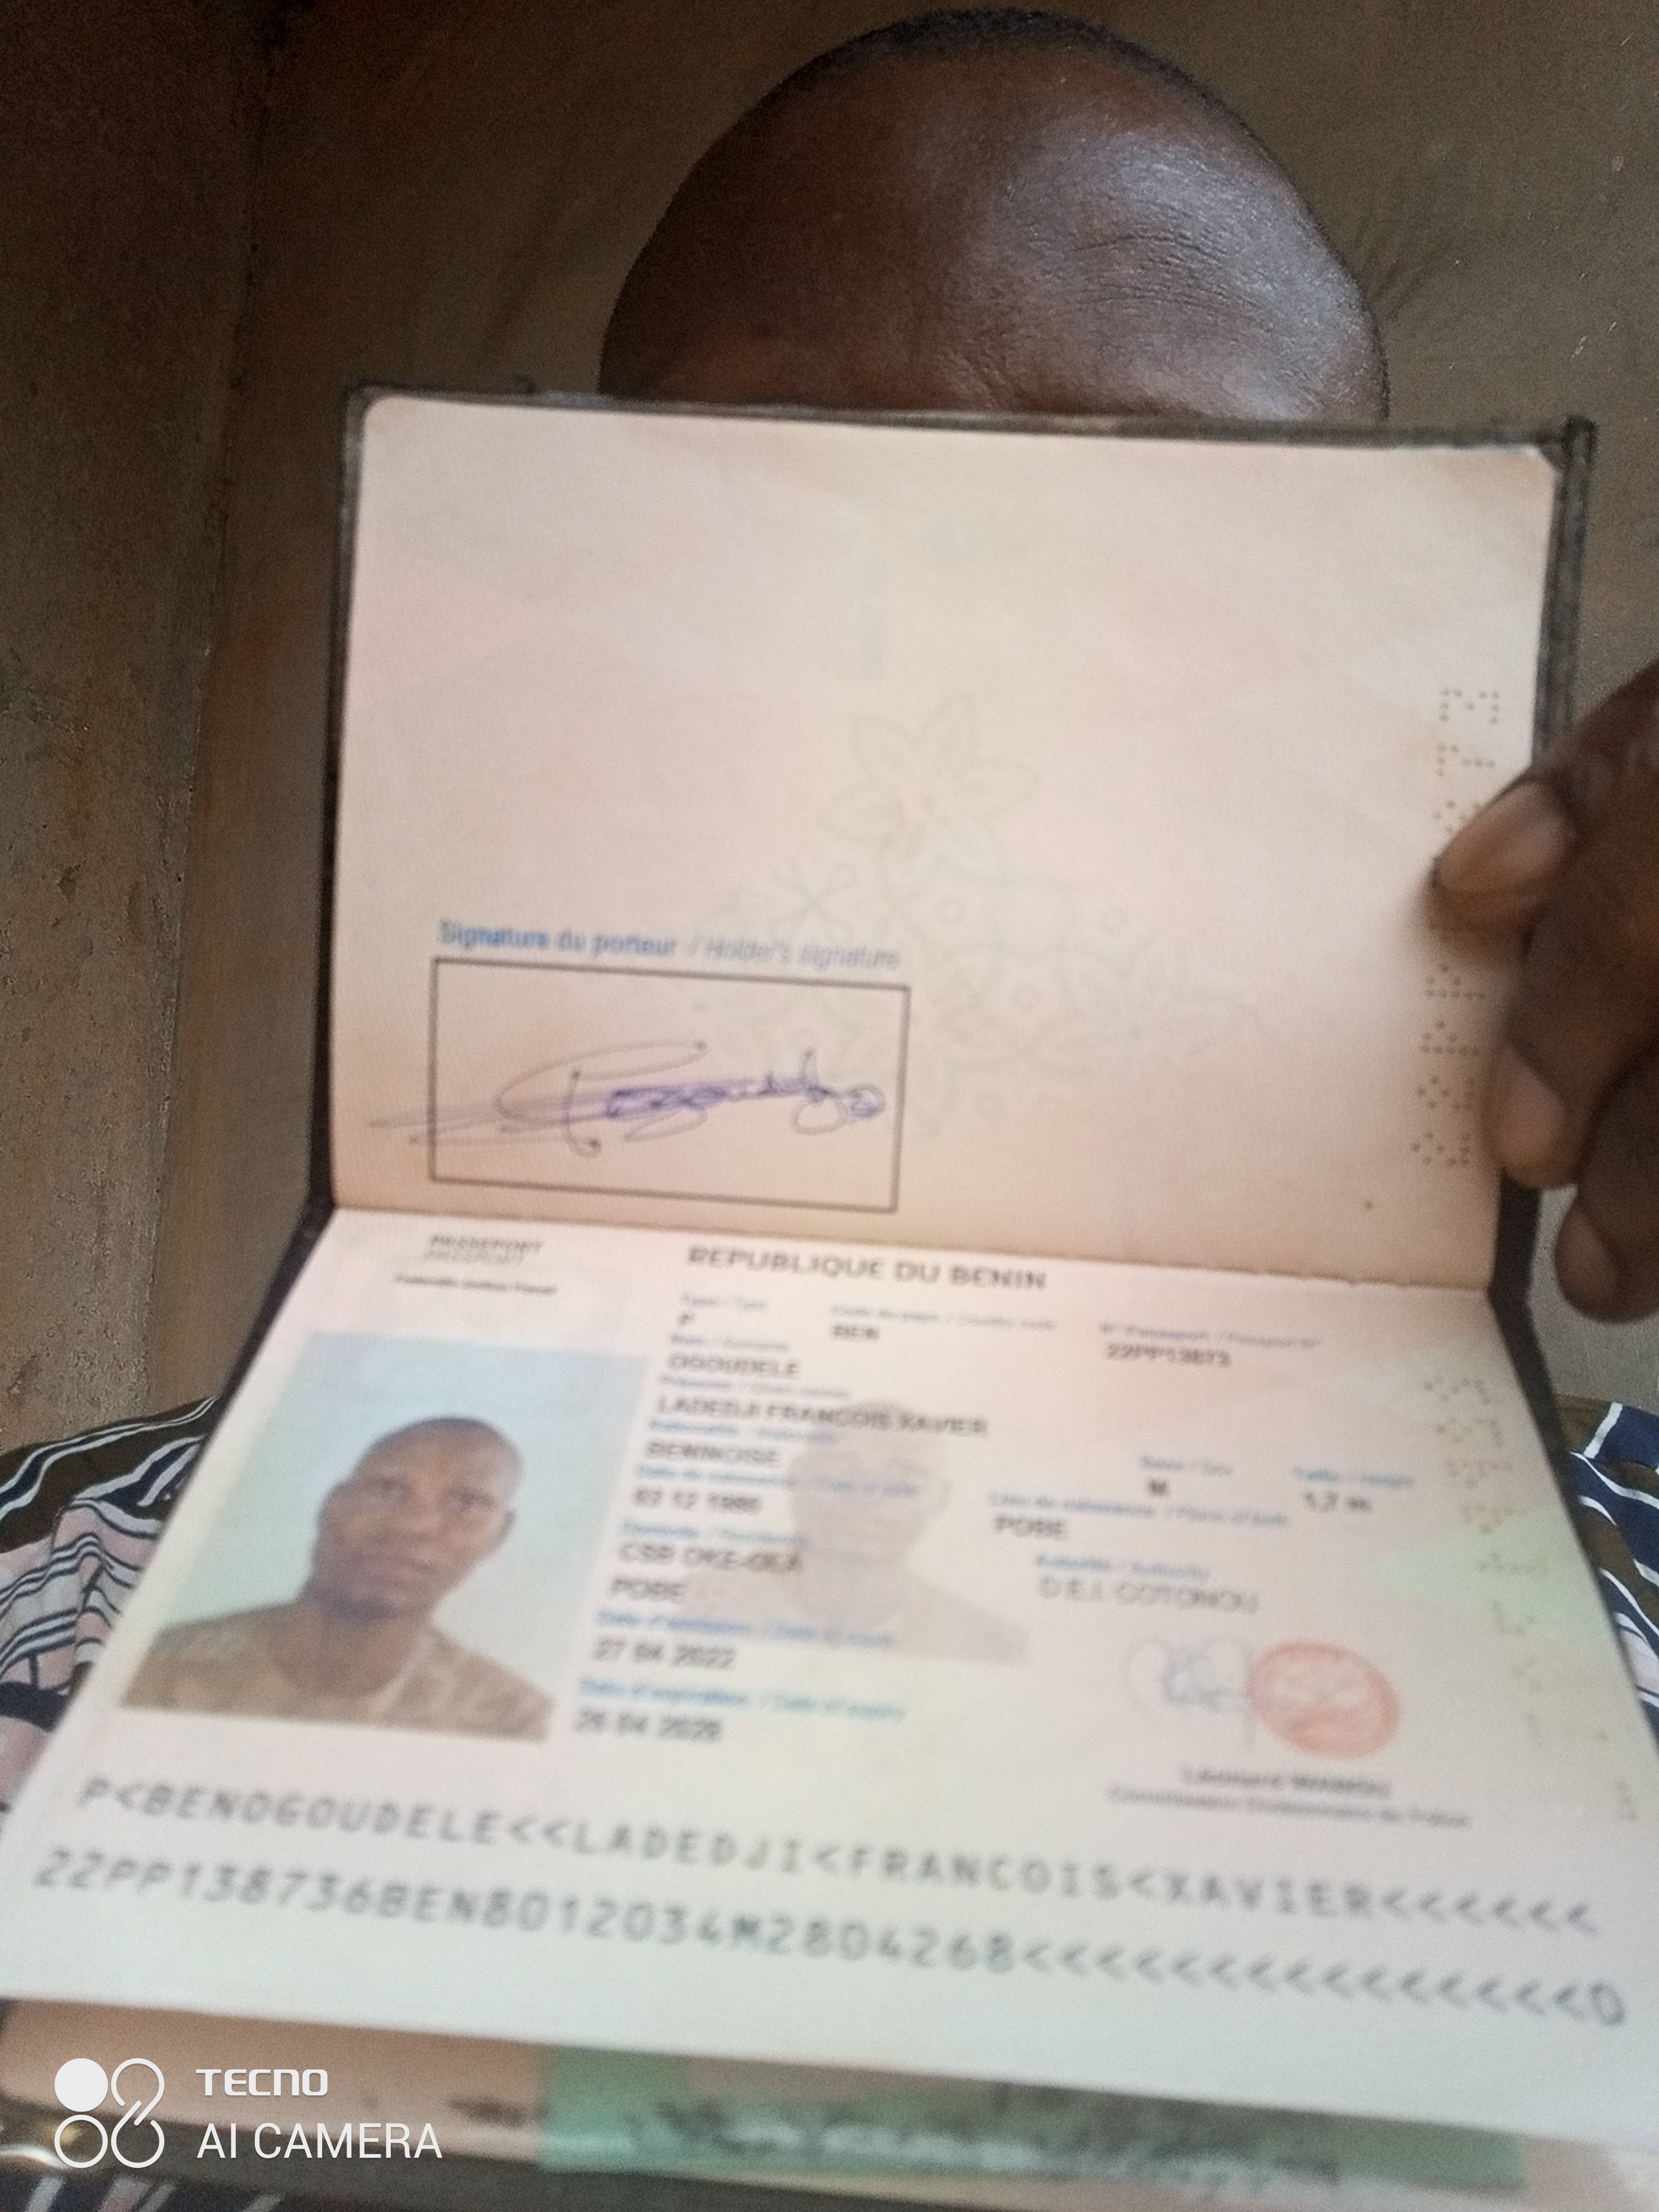 Signature du porteur / Holder's signature
PASSEPORT
PASSPORT
REPUBLIQUE DU BENIN
Type / Type
Code du pays / Country code
N° Passeport / Passport N°
P
BEN
22PP13873
Nom / Surname
OGOUDELE
Prénoms / Given names
LADEDJI FRANCOIS XAVIER
Nationalité / Nationality
BENINOISE
Sexe / Sex
Taille / Height
M
1,7 m
Date de naissance / Date of birth
Lieu de naissance / Place of birth
03 12 1980
POBE
Domicile / Residence
Autorité / Authority
CSB OKE-OLA
D.E.I. COTONOU
POBE
Date d'émission / Date of issue
27 04 2022
Date d'expiration / Date of expiry
26 04 2028
P<BENOGOUDELE<<LADEDJI<FRANCOIS<XAVIER<<<<<<
22PP138736BEN8012034M2804268<<<<<<<<<<<<<<<0
TECNO
AI CAMERA